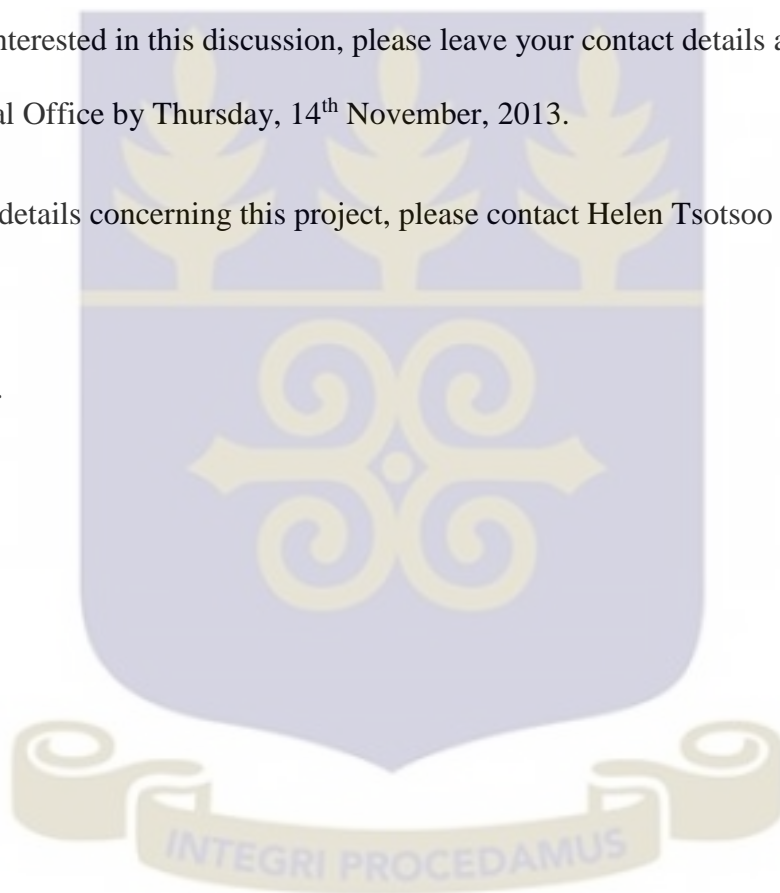 nterested in this discussion, please leave your contact details a
al Office by Thursday, 14th November, 2013.
details concerning this project, please contact Helen Tsotsoo
.
INTEGRI PROCEDAMUS